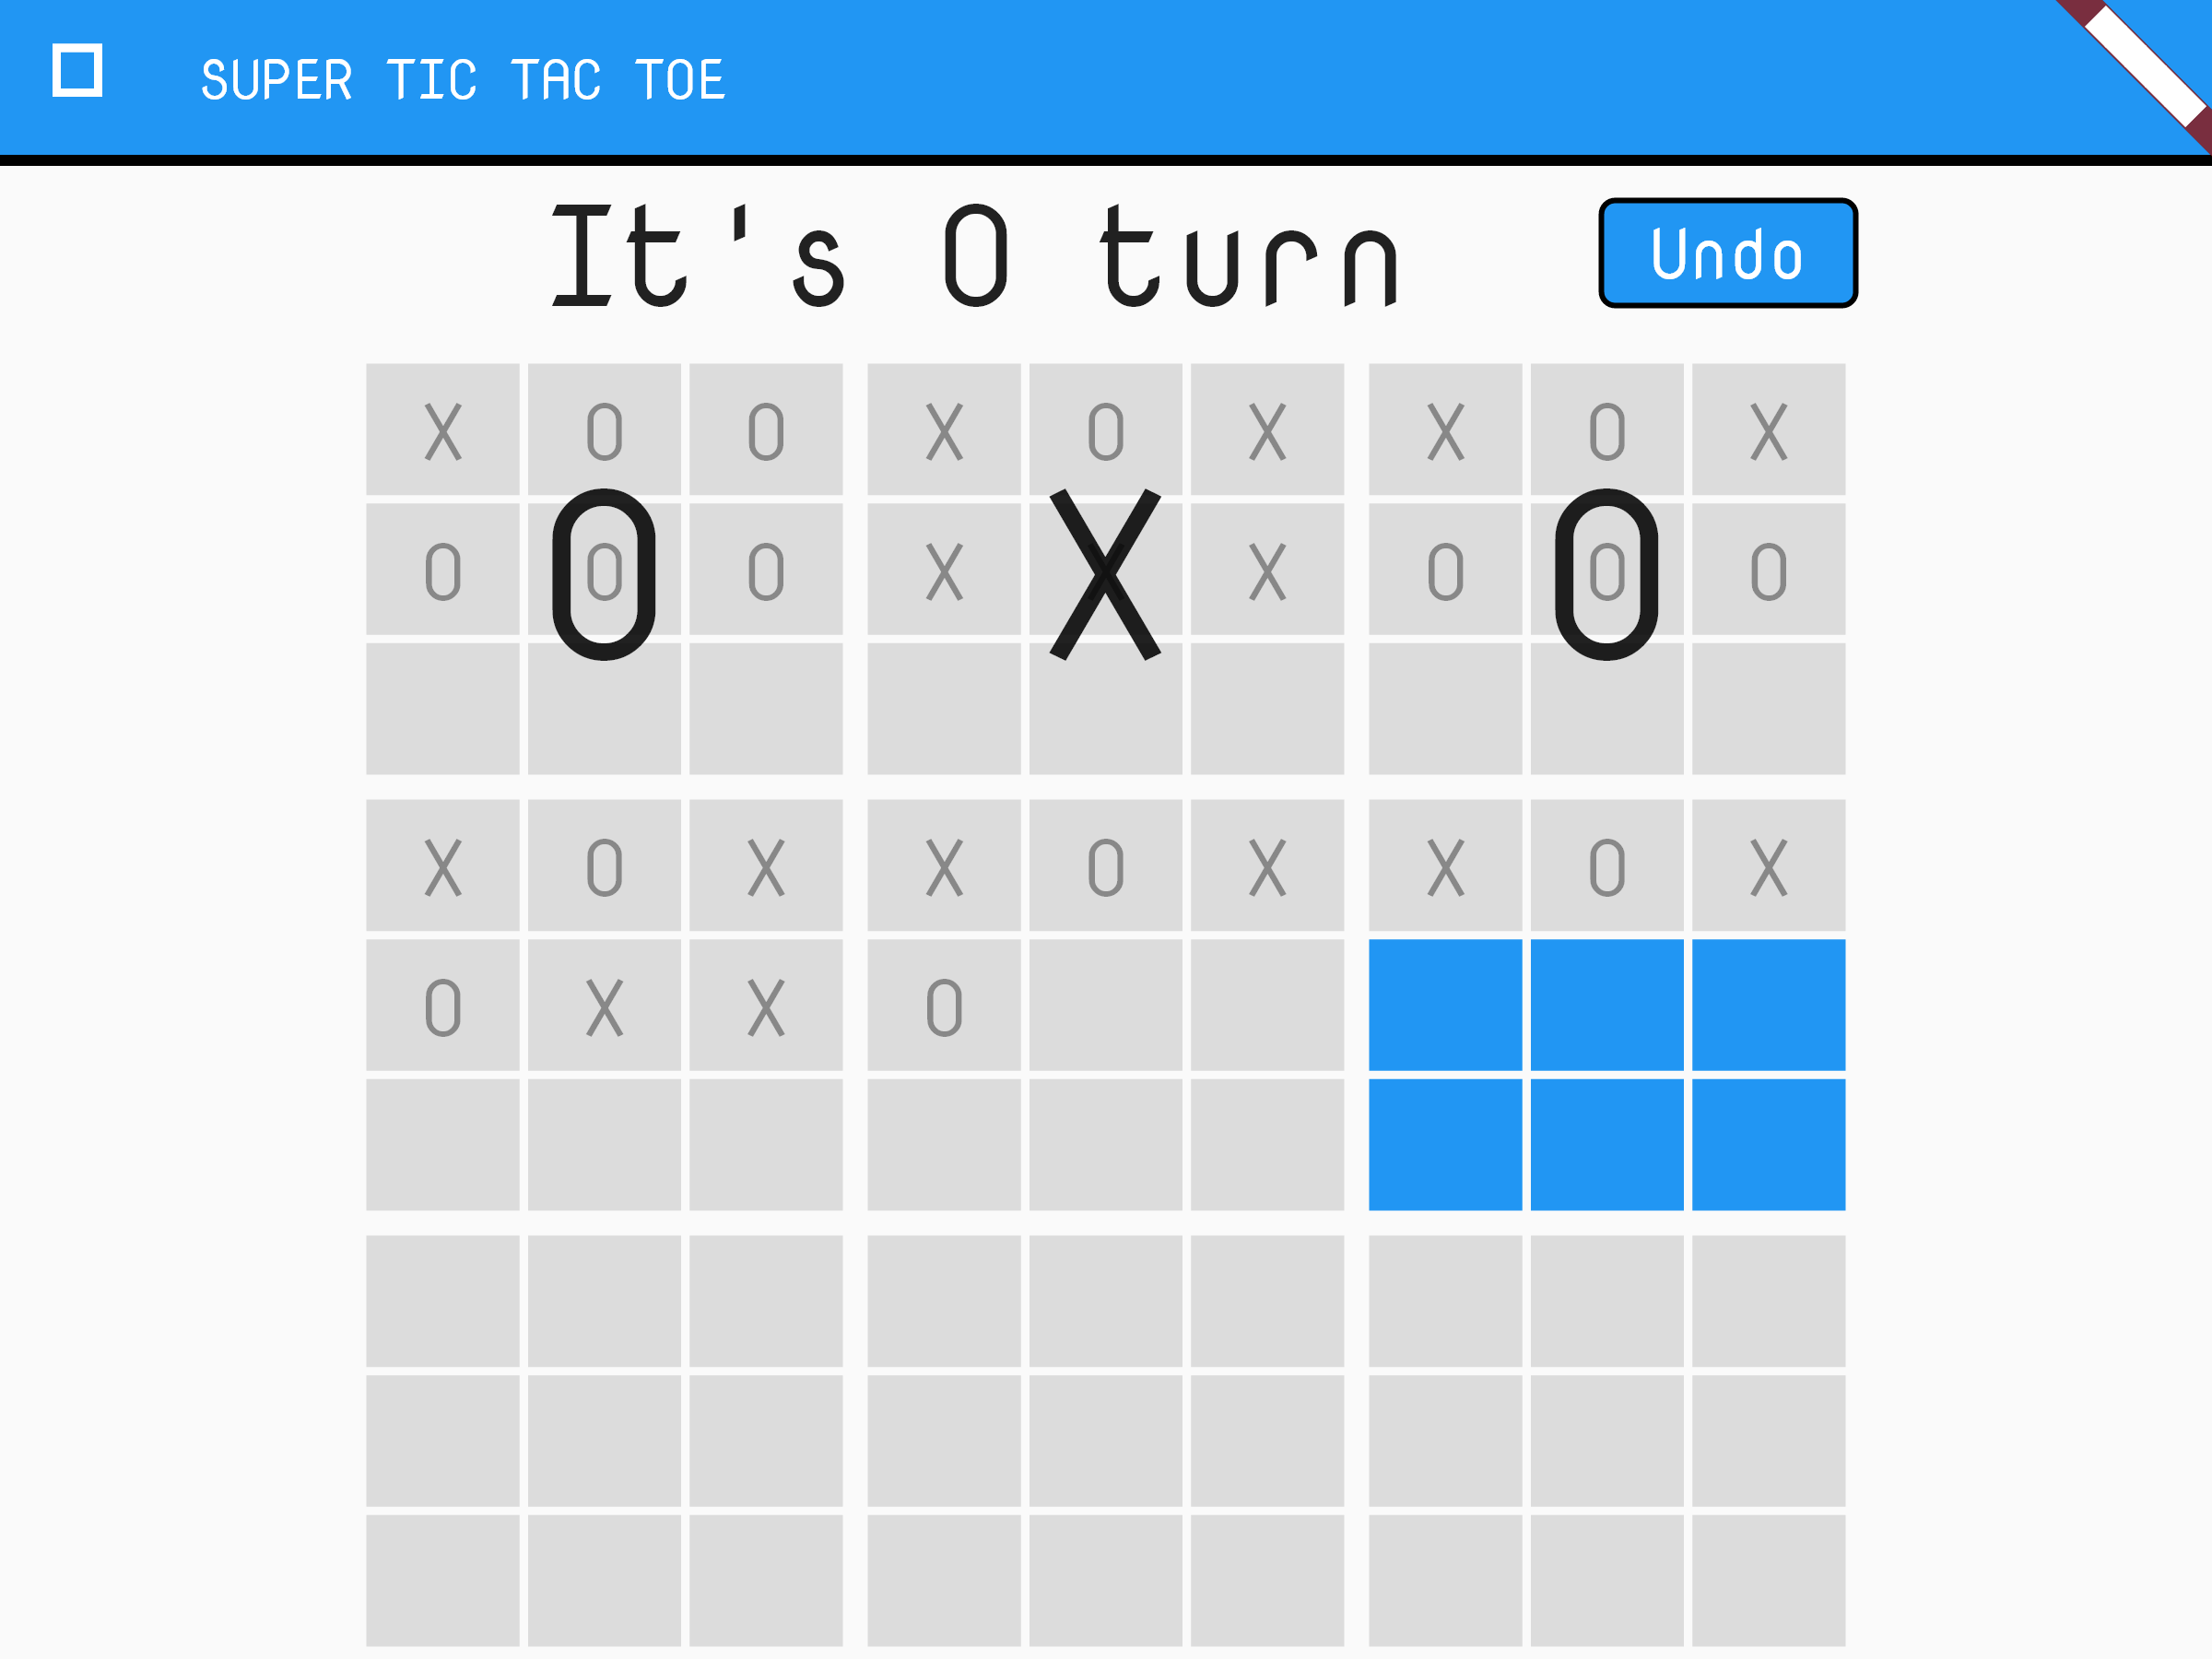 SUPER TIC TAC TOE
It's O turn
Undo
X O O X O X X O X
O O O X X X O O O
O X O
X O X X O X X O X
O X X O